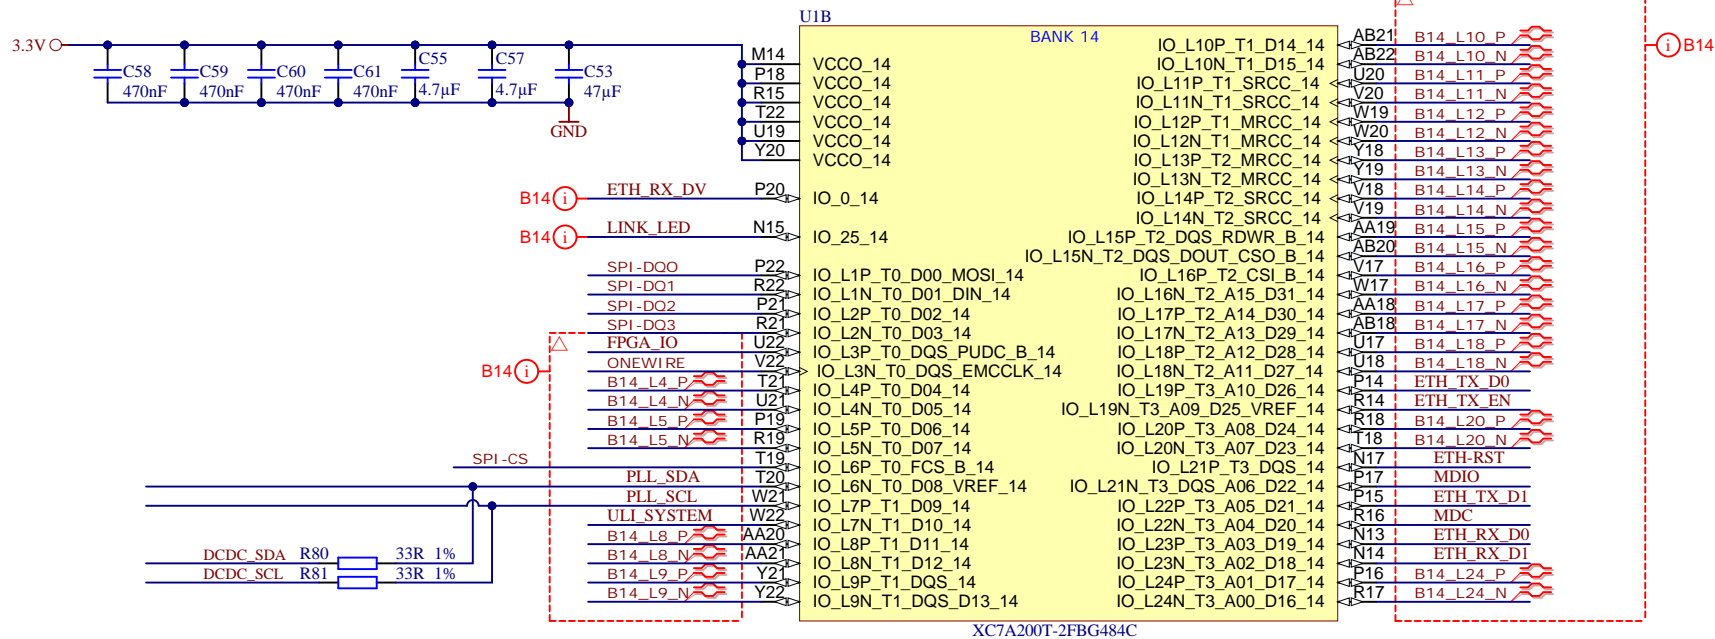 U1B
BANK 14
3.3V
C58 470nF
C59 470nF
C60 470nF
C61 470nF
C55 4.7µF
C57 4.7µF
C53 47µF
GND
M14 VCCO_14
P18 VCCO_14
R15 VCCO_14
T22 VCCO_14
U19 VCCO_14
Y20 VCCO_14
B14 i ETH_RX_DV P20 IO_0_14
B14 i LINK_LED N15 IO_25_14
SPI-DQ0 P22 IO_L1P_T0_D00_MOSI_14
SPI-DQ1 R22 IO_L1N_T0_D01_DIN_14
SPI-DQ2 P21 IO_L2P_T0_D02_14
SPI-DQ3 R21 IO_L2N_T0_D03_14
FPGA_IO U22 IO_L3P_T0_DQS_PUDC_B_14
B14 i
ONEWIRE V22 IO_L3N_T0_DQS_EMCCLK_14
B14_L4_P T21 IO_L4P_T0_D04_14
B14_L4_N U21 IO_L4N_T0_D05_14
B14_L5_P P19 IO_L5P_T0_D06_14
B14_L5_N R19 IO_L5N_T0_D07_14
SPI-CS T19 IO_L6P_T0_FCS_B_14
PLL_SDA T20 IO_L6N_T0_D08_VREF_14
PLL_SCL W21 IO_L7P_T1_D09_14
ULI_SYSTEM W22 IO_L7N_T1_D10_14
B14_L8_P AA20 IO_L8P_T1_D11_14
B14_L8_N AA21 IO_L8N_T1_D12_14
B14_L9_P Y21 IO_L9P_T1_DQS_14
B14_L9_N Y22 IO_L9N_T1_DQS_D13_14
DCDC_SDA R80 33R 1%
DCDC_SCL R81 33R 1%
IO_L10P_T1_D14_14 AB21 B14_L10_P
i B14
IO_L10N_T1_D15_14 AB22 B14_L10_N
IO_L11P_T1_SRCC_14 U20 B14_L11_P
IO_L11N_T1_SRCC_14 V20 B14_L11_N
IO_L12P_T1_MRCC_14 W19 B14_L12_P
IO_L12N_T1_MRCC_14 W20 B14_L12_N
IO_L13P_T2_MRCC_14 Y18 B14_L13_P
IO_L13N_T2_MRCC_14 Y19 B14_L13_N
IO_L14P_T2_SRCC_14 V18 B14_L14_P
IO_L14N_T2_SRCC_14 V19 B14_L14_N
IO_L15P_T2_DQS_RDWR_B_14 AA19 B14_L15_P
IO_L15N_T2_DQS_DOUT_CSO_B_14 AB20 B14_L15_N
IO_L16P_T2_CSI_B_14 V17 B14_L16_P
IO_L16N_T2_A15_D31_14 W17 B14_L16_N
IO_L17P_T2_A14_D30_14 AA18 B14_L17_P
IO_L17N_T2_A13_D29_14 AB18 B14_L17_N
IO_L18P_T2_A12_D28_14 U17 B14_L18_P
IO_L18N_T2_A11_D27_14 U18 B14_L18_N
IO_L19P_T3_A10_D26_14 P14 ETH_TX_D0
IO_L19N_T3_A09_D25_VREF_14 R14 ETH_TX_EN
IO_L20P_T3_A08_D24_14 R18 B14_L20_P
IO_L20N_T3_A07_D23_14 T18 B14_L20_N
IO_L21P_T3_DQS_14 N17 ETH-RST
IO_L21N_T3_DQS_A06_D22_14 P17 MDIO
IO_L22P_T3_A05_D21_14 P15 ETH_TX_D1
IO_L22N_T3_A04_D20_14 R16 MDC
IO_L23P_T3_A03_D19_14 N13 ETH_RX_D0
IO_L23N_T3_A02_D18_14 N14 ETH_RX_D1
IO_L24P_T3_A01_D17_14 P16 B14_L24_P
IO_L24N_T3_A00_D16_14 R17 B14_L24_N
XC7A200T-2FBG484C